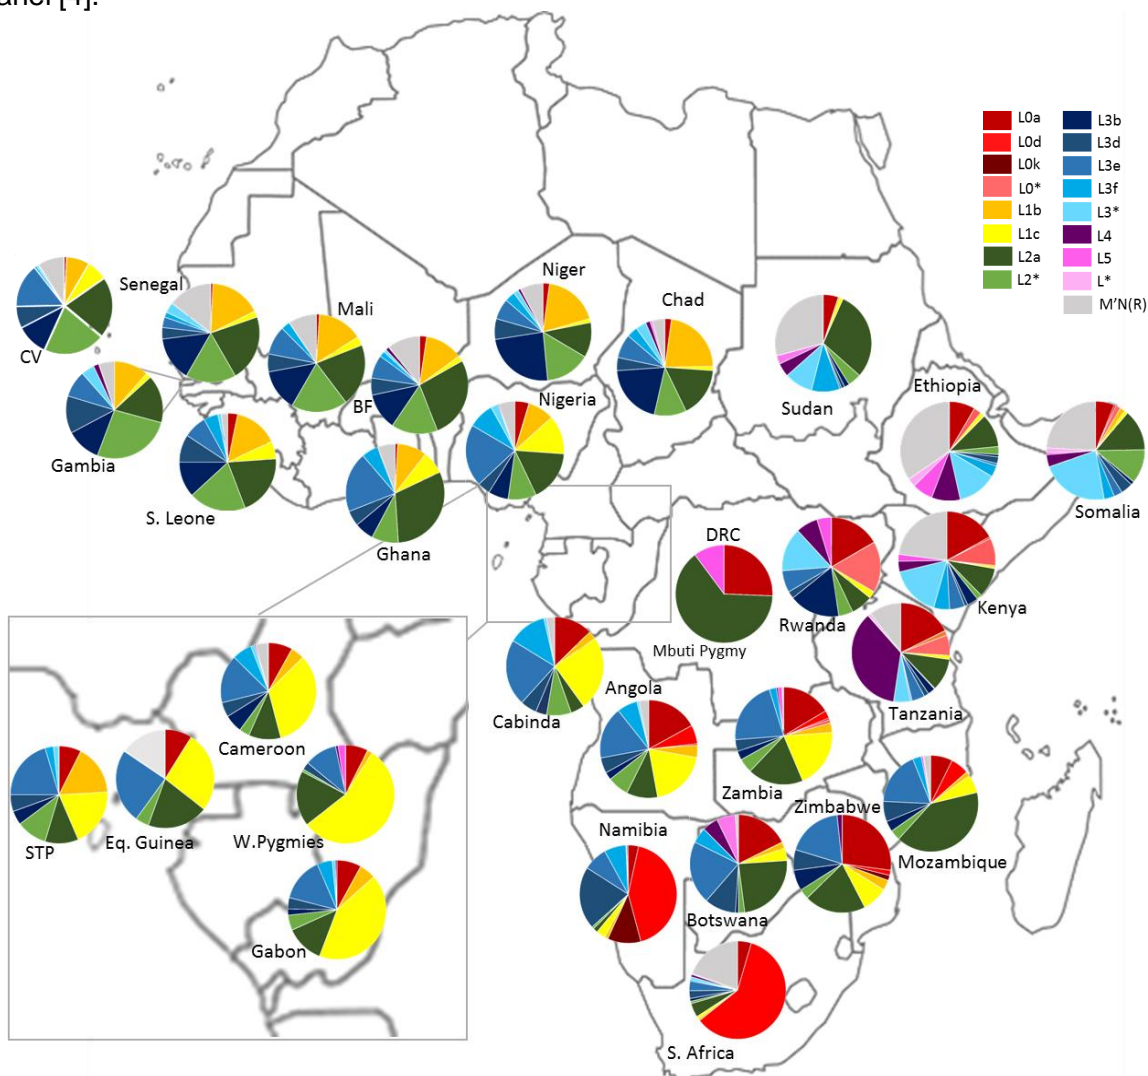 anel [4].
L0a
L0d
L0k
L0*
L1b
L1c
L2a
L2*
L3b
L3d
L3e
L3f
L3*
L4
L5
L*
M'N(R)
CV
Senegal
Mali
Niger
Chad
Sudan
Ethiopia
Somalia
Gambia
BF
Nigeria
S. Leone
Ghana
DRC
Mbuti Pygmy
Rwanda
Kenya
Tanzania
Cabinda
Angola
Cameroon
Zambia
Zimbabwe
Mozambique
STP
Eq. Guinea
W.Pygmies
Namibia
Botswana
Gabon
S. Africa